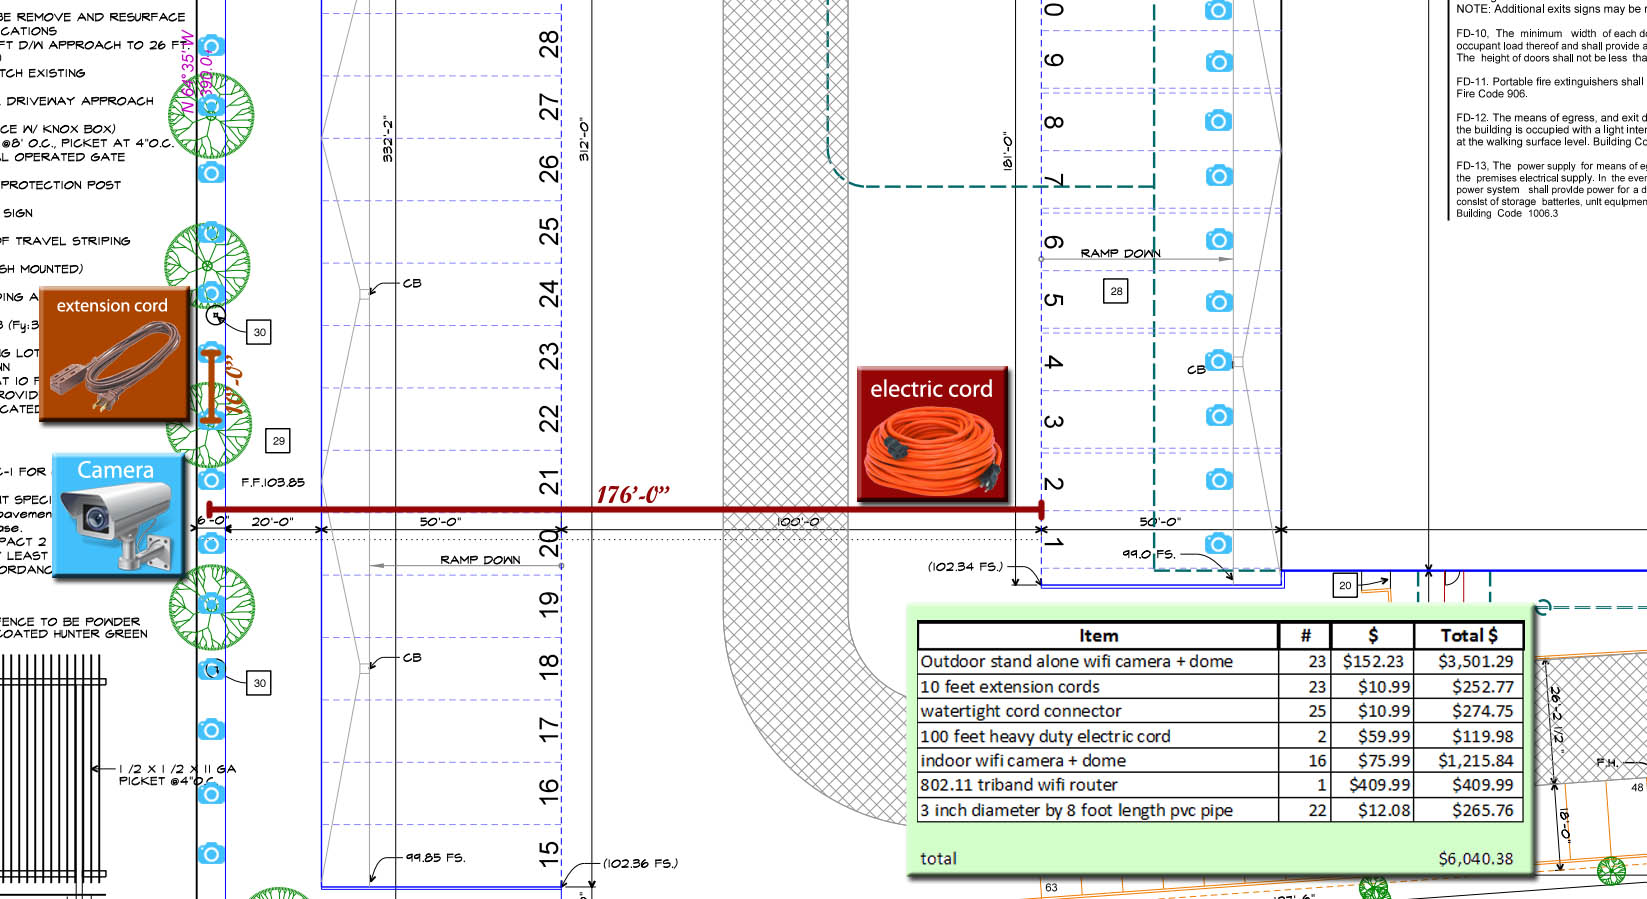 BE REMOVE AND RESURFACE
CATIONS
FT D/W APPROACH TO 26 FT
TCH EXISTING
DRIVEWAY APPROACH
CE W/ KNOX BOX)
@8' O.C., PICKET AT 4"O.C.
AL OPERATED GATE
PROTECTION POST
SIGN
OF TRAVEL STRIPING
SH MOUNTED)
DING A
(Fy:3
NG LOT
AT 10 F
ROVID
CATED
N 64°35' W
390.0
extension cord
30
10'-0"
29
C-1 FOR
F.F.103.85
Camera
NT SPECI
pavemen
ase.
PACT 2
LEAST
ORDANC
FENCE TO BE POWDER
COATED HUNTER GREEN
30
1 /2 X 1 /2 X 11 GA
PICKET @4"O.C.
28
27
26
25
24
23
22
21
20
19
18
17
16
15
332'-2"
312'-0"
CB
176'-0"
6'-0"
20'-0"
50'-0"
100'-0"
50'-0"
RAMP DOWN
CB
99.85 FS.
(102.36 FS.)
181'-0"
0
9
8
7
6
5
4
3
2
1
RAMP DOWN
28
CB
electric cord
99.0 FS.
(102.34 FS.)
20
NOTE: Additional exits signs may be r
FD-10, The minimum width of each do
occupant load thereof and shall provide a
The height of doors shall not be less tha
FD-11. Portable fire extinguishers shall
Fire Code 906.
FD-12. The means of egress, and exit d
the building is occupied with a light inter
at the walking surface level. Building Co
FD-13, The power supply for means of eg
the premises electrical supply. In the ever
power system shall provide power for a d
consist of storage batteries, unit equipmen
Building Code 1006.3
Item # $ Total $
Outdoor stand alone wifi camera + dome 23 $152.23 $3,501.29
10 feet extension cords 23 $10.99 $252.77
watertight cord connector 25 $10.99 $274.75
100 feet heavy duty electric cord 2 $59.99 $119.98
indoor wifi camera + dome 16 $75.99 $1,215.84
802.11 triband wifi router 1 $409.99 $409.99
3 inch diameter by 8 foot length pvc pipe 22 $12.08 $265.76
total $6,040.38
26'-2 1/2"
F.H.
48
18'-0"
63